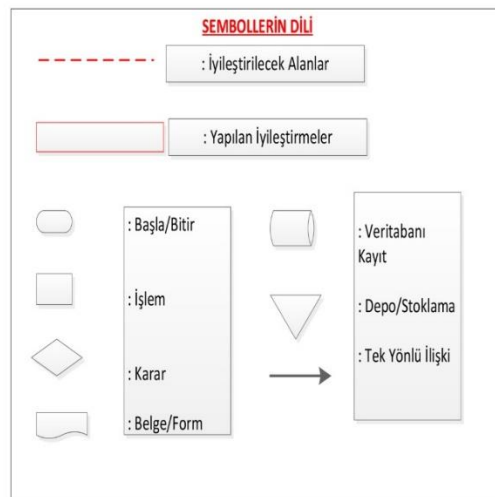 SEMBOLLERİN DİLİ
: İyileştirilecek Alanlar
: Yapılan İyileştirmeler
: Başla/Bitir
: İşlem
: Karar
: Belge/Form
: Veritabanı
Kayıt
: Depo/Stoklama
: Tek Yönlü İlişki